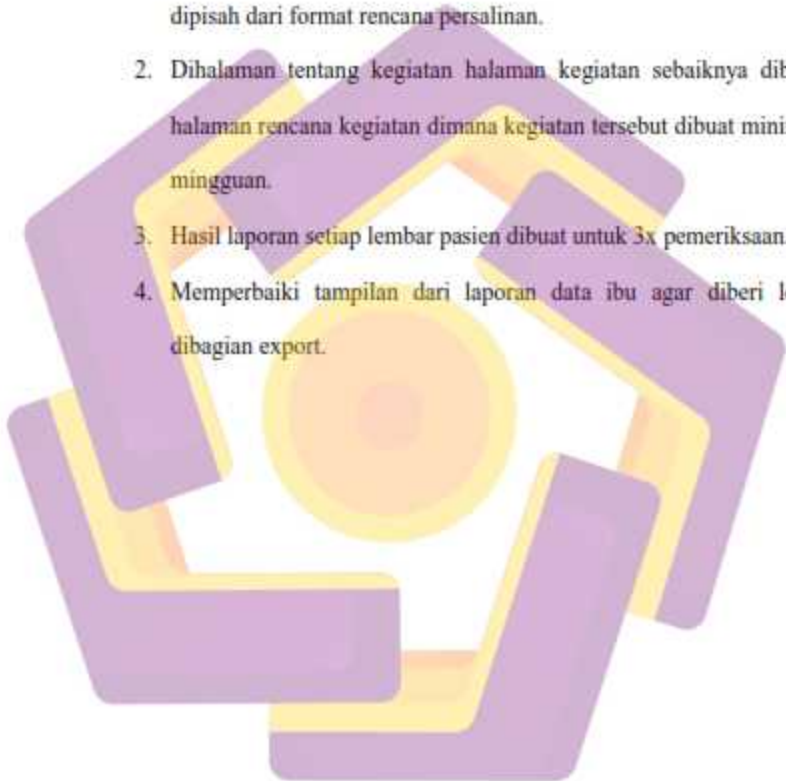 dipisah dari format rencana persalinan.
2. Dihalaman tentang kegiatan halaman kegiatan sebaiknya
halaman rencana kegiatan dimana kegiatan tersebut dibuat
mingguan.
3. Hasil laporan setiap lembar pasien dibuat untuk 3x pemeriksaan.
4. Memperbaiki tampilan dari laporan data ibu agar diberi
dibagian export.